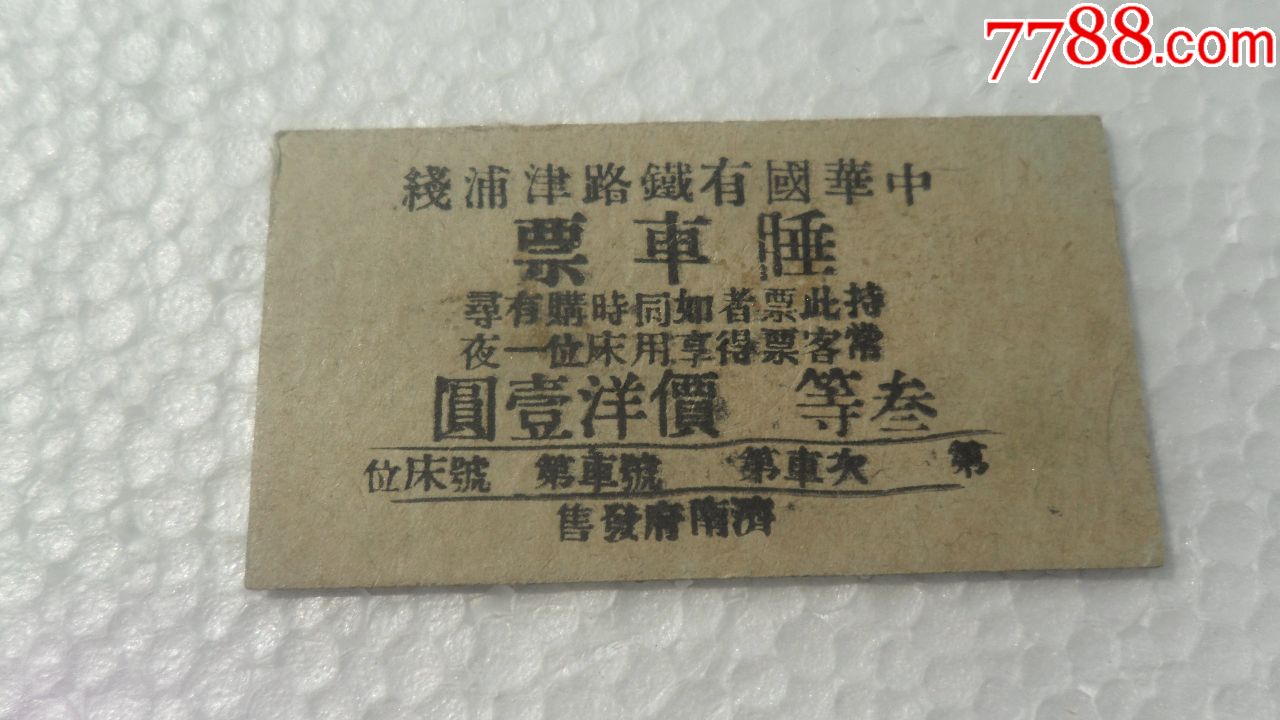 7788.com
中華國有鐵路津浦綫
睡車票
持此票者如同時購有尋
常客票得享用床位一夜
叁等 價洋壹圓
第 次車 第 號車第 號床位
濟南府發售